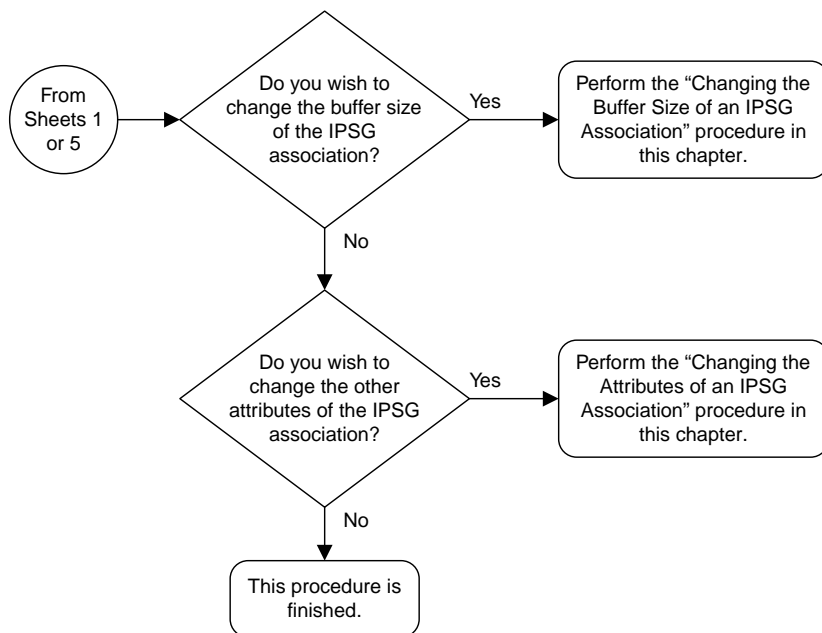 From
Sheets 1
or 5
Do you wish to
change the buffer size
of the IPSG
association?
Yes
Perform the “Changing the
Buffer Size of an IPSG
Association” procedure in
this chapter.
No
Do you wish to
change the other
attributes of the IPSG
association?
Yes
Perform the “Changing the
Attributes of an IPSG
Association” procedure in
this chapter.
No
This procedure is
finished.